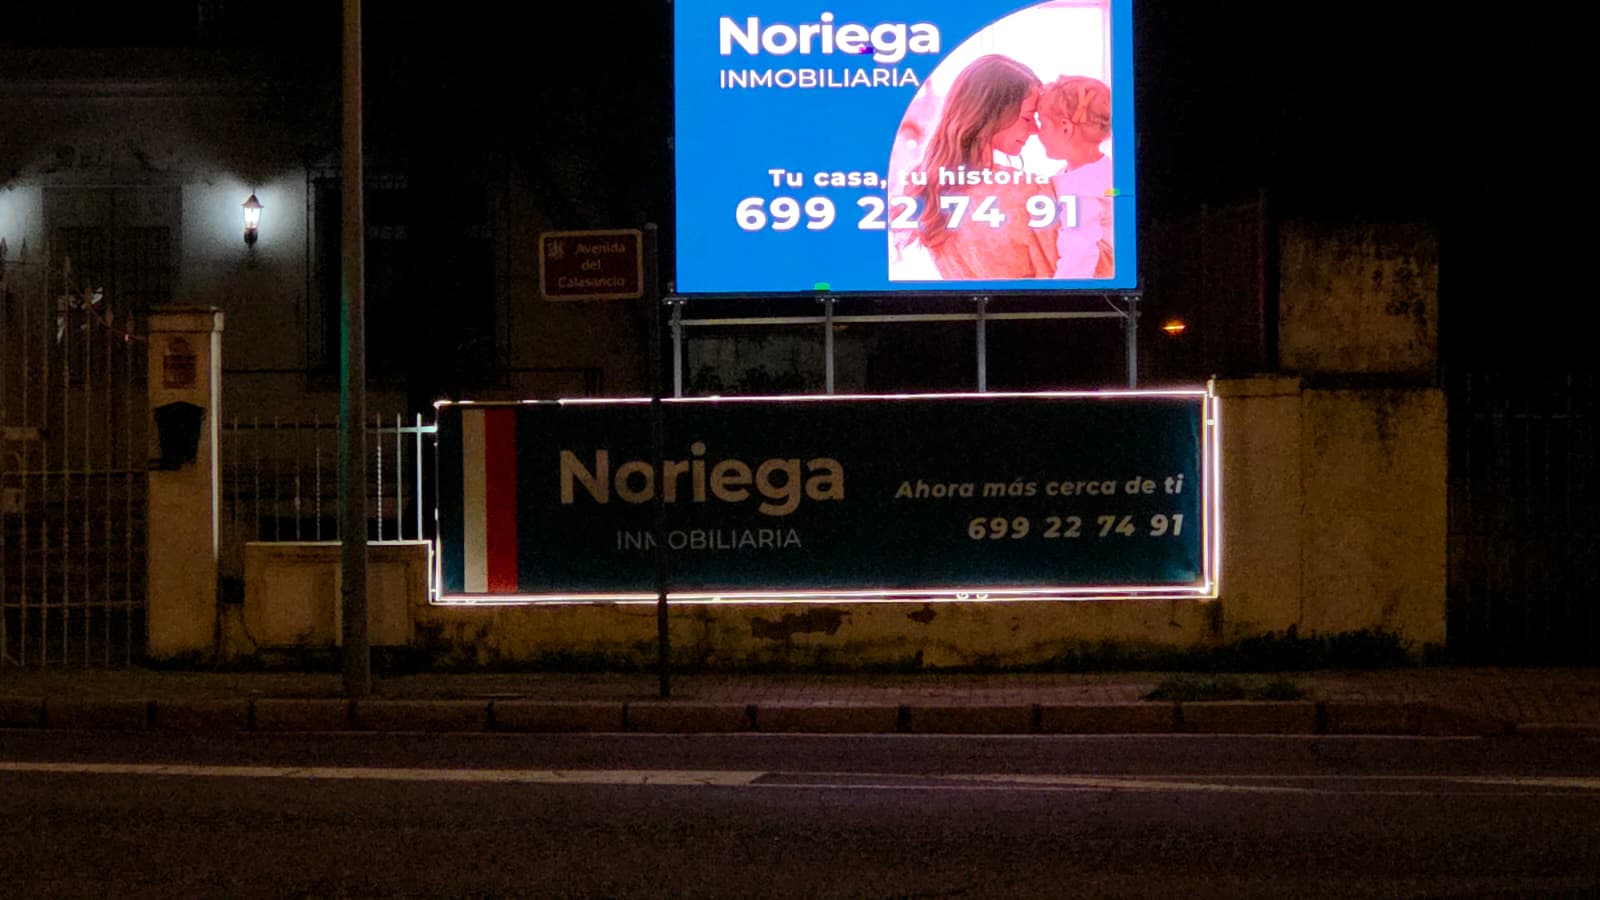 Noriega
INMOBILIARIA
Tu casa, tu historia
699 22 74 91
Avenida
del
Calasancio
Noriega
INMOBILIARIA
Ahora más cerca de ti
699 22 74 91